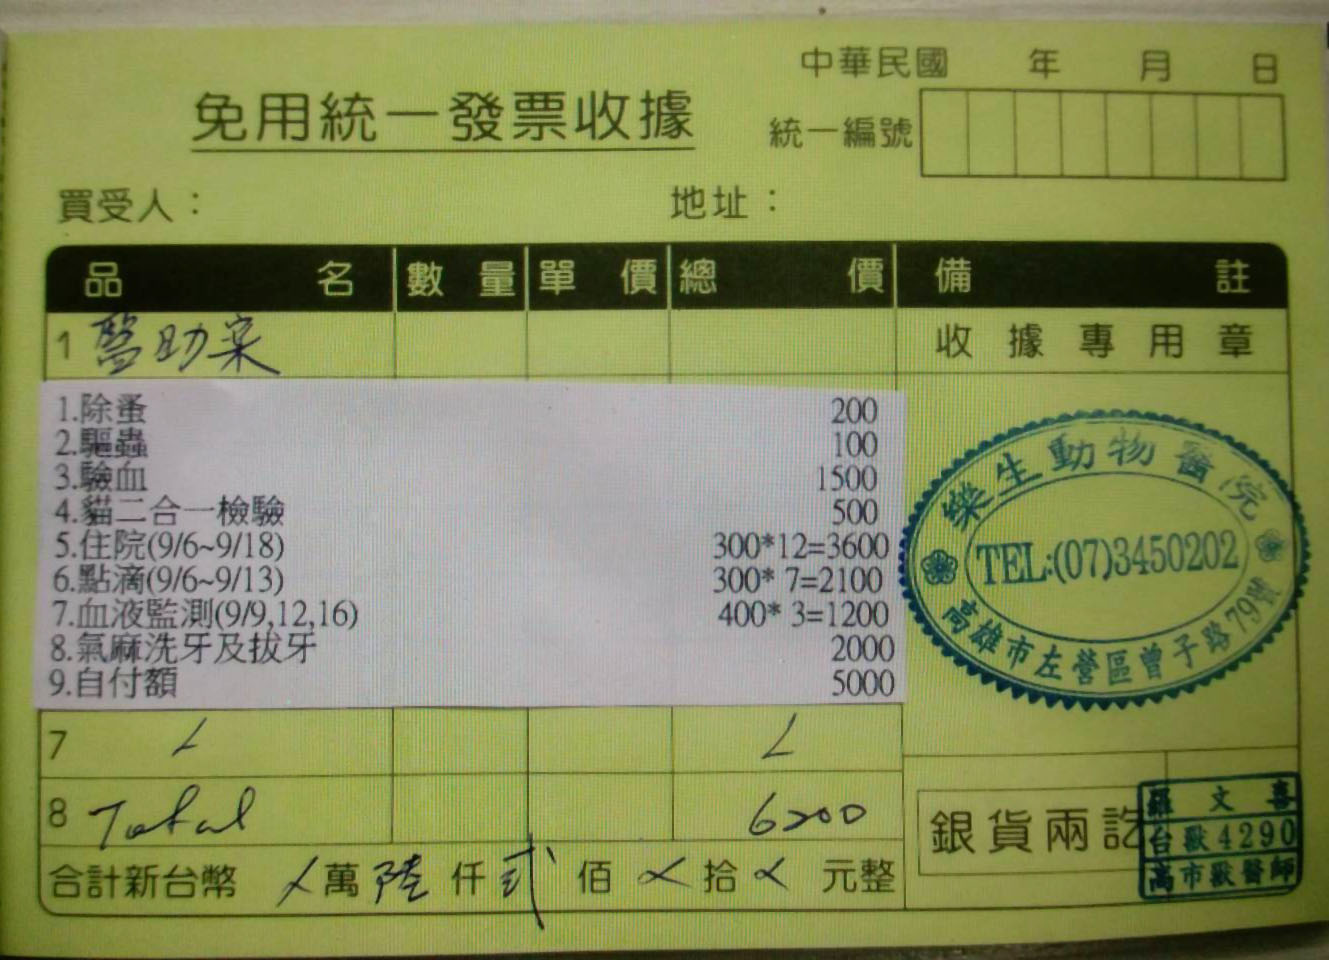 中華民國 年 月 日
免用統一發票收據
統一編號
買受人： 地址：
品名 數量 單價 總價 備註
1 醫助案
收據專用章
1.除蚤 200
2.驅蟲 100
3.驗血 1500
4.貓二合一檢驗 500
5.住院(9/6~9/18) 300*12=3600
6.點滴(9/6~9/13) 300* 7=2100
7.血液監測(9/9,12,16) 400* 3=1200
8.氣麻洗牙及拔牙 2000
9.自付額 5000
樂生動物醫院
TEL:(07)3450202
高雄市左營區曾子路79號
7
8 Total 6200
合計新台幣 萬 陸 仟 貳 佰 拾 元整
銀貨兩訖
羅文喜
台獸4290
高市獸醫師